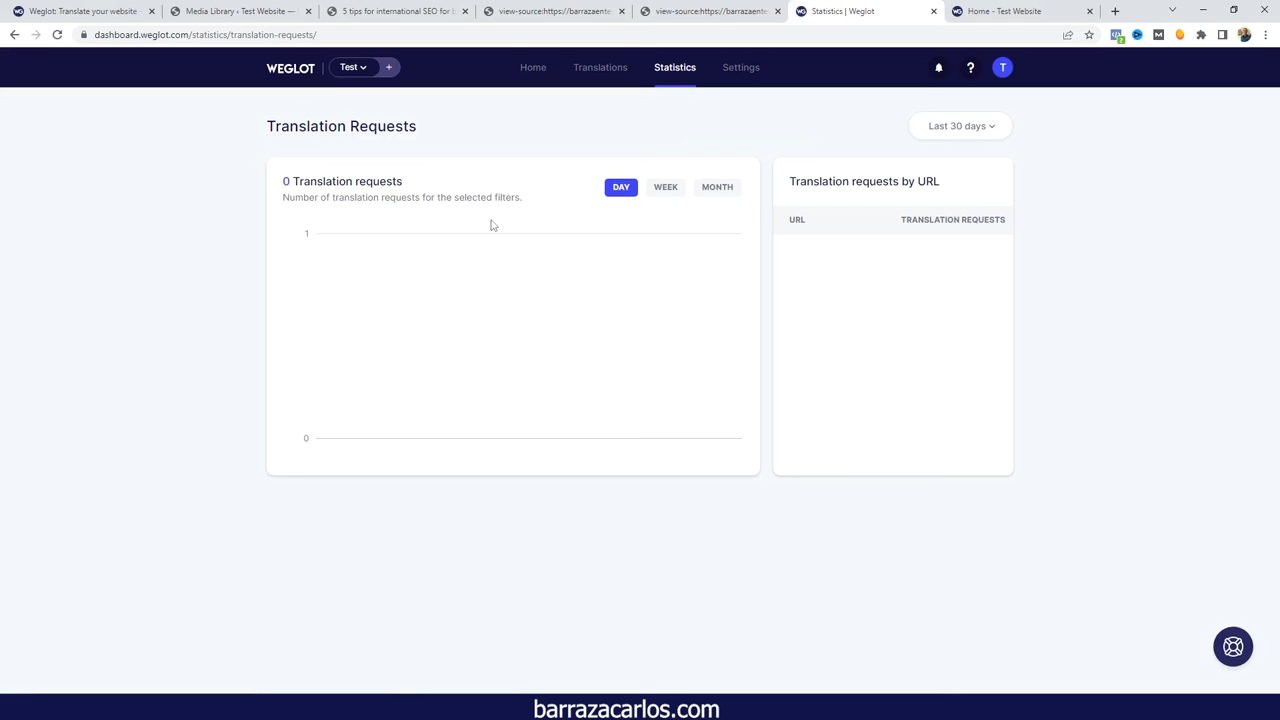 Weglot: Translate your website
Media Library ‹ Test Website —
5 tips for international SEO for b
view-source:https://barrazaente
view-source:https://barrazaente
Statistics | Weglot
Home - Test Website
dashboard.weglot.com/statistics/translation-requests/
WEGLOT
Test
+
Home
Translations
Statistics
Settings
?
T
Translation Requests
Last 30 days
0 Translation requests
Number of translation requests for the selected filters.
DAY
WEEK
MONTH
1
0
Translation requests by URL
URL
TRANSLATION REQUESTS
barrazacarlos.com